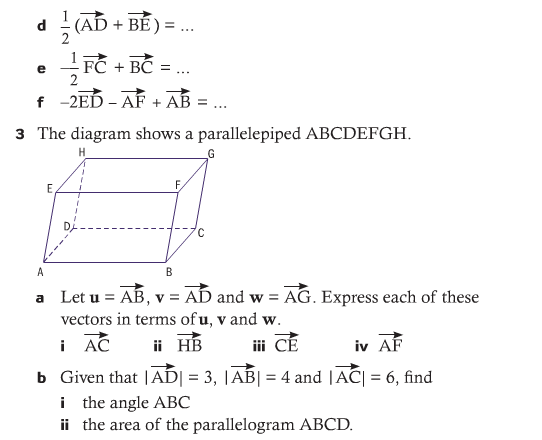 d 1/2 (AD + BE) = ...
e −1/2 FC + BC = ...
f −2ED − AF + AB = ...
3 The diagram shows a parallelepiped ABCDEFGH.
H
G
E
F
D
C
A
B
a Let u = AB, v = AD and w = AG. Express each of these
vectors in terms of u, v and w.
i AC ii HB iii CE iv AF
b Given that |AD| = 3, |AB| = 4 and |AC| = 6, find
i the angle ABC
ii the area of the parallelogram ABCD.